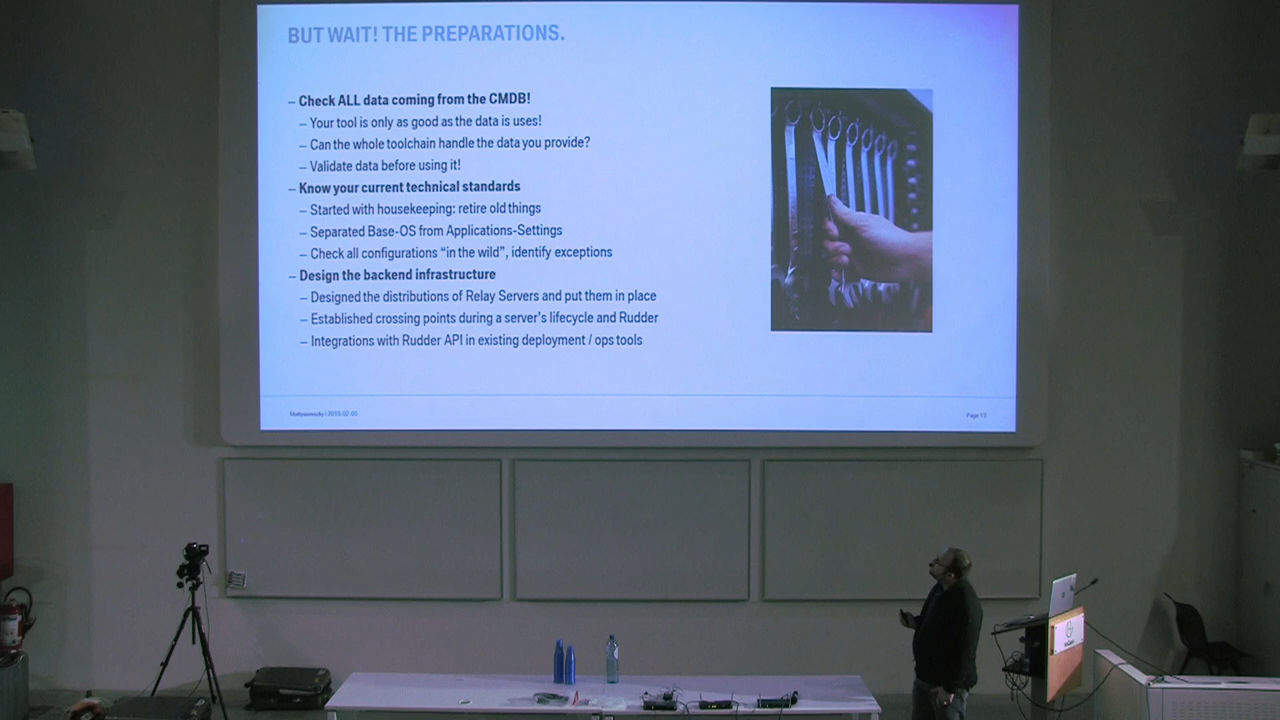 BUT WAIT! THE PREPARATIONS.
– Check ALL data coming from the CMDB!
– Your tool is only as good as the data is uses!
– Can the whole toolchain handle the data you provide?
– Validate data before using it!
– Know your current technical standards
– Started with housekeeping: retire old things
– Separated Base-OS from Applications-Settings
– Check all configurations “in the wild”, identify exceptions
– Design the backend infrastructure
– Designed the distributions of Relay Servers and put them in place
– Established crossing points during a server’s lifecycle and Rudder
– Integrations with Rudder API in existing deployment / ops tools
Page 13